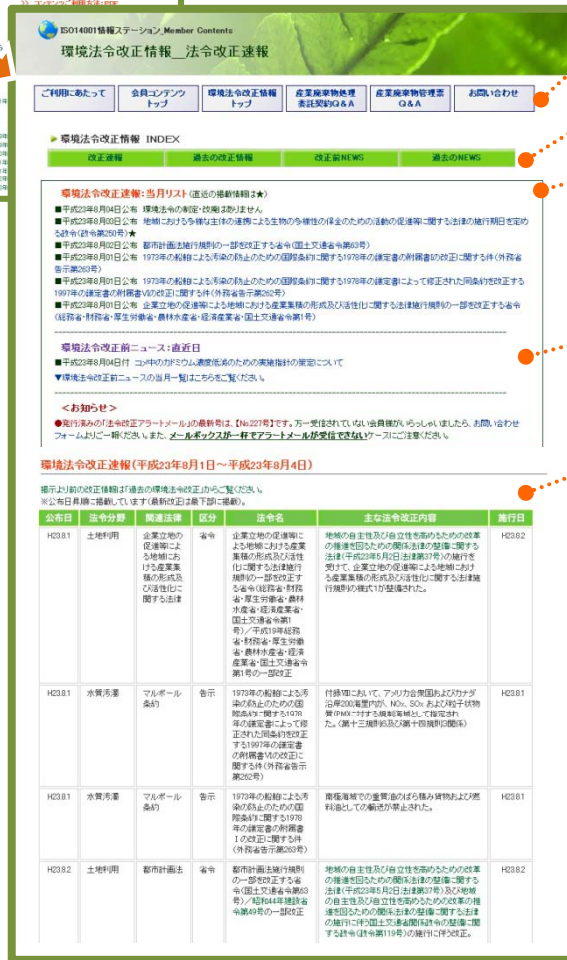 >> コンテンツご利用方法:PDF
ISO14001情報ステーション_Member Contents
環境法令改正情報__法令改正速報
ご利用にあたって
会員コンテンツ
トップ
環境法令改正情報
トップ
産業廃棄物処理
委託契約Q&A
産業廃棄物管理票
Q&A
お問い合わせ
環境法令改正情報 INDEX
改正速報 過去の改正情報 改正前NEWS 過去のNEWS
環境法令改正速報:当月リスト(直近の掲載情報は★)
■平成23年8月04日公布 環境法令の制定・改廃はありません
■平成23年8月03日公布 地域における多様な主体の連携による生物の多様性の保全のための活動の促進等に関する法律の施行期日を定め
る政令(政令第250号)★
■平成23年8月02日公布 都市計画法施行規則の一部を改正する省令(国土交通省令第63号)
■平成23年8月01日公布 1973年の船舶による汚染の防止のための国際条約に関する1978年の議定書の附属書Iの改正に関する件(外務省
告示第263号)
■平成23年8月01日公布 1973年の船舶による汚染の防止のための国際条約に関する1978年の議定書によって修正された同条約を改正する
1997年の議定書の附属書VIの改正に関する件(外務省告示第262号)
■平成23年8月01日公布 企業立地の促進等による地域における産業集積の形成及び活性化に関する法律施行規則の一部を改正する省令
(総務省・財務省・厚生労働省・農林水産省・経済産業省・国土交通省令第1号)
環境法令改正前ニュース:直近日
■平成23年8月04日付 コメ中のカドミウム濃度低減のための実施指針の策定について
▼環境法令改正前ニュースの当月一覧はこちらをご覧ください。
<お知らせ>
●発行済みの「法令改正アラートメール」の最新号は、【No.227号】です。万一受信されていない会員様がいらっしゃいましたら、お問い合わせ
フォームよりご一報ください。また、メールボックスが一杯でアラートメールが受信できないケースにご注意ください。
環境法令改正速報(平成23年8月1日～平成23年8月4日)
掲示より前の改正情報は「過去の環境法令改正」からご覧ください。
※公布日昇順に掲載しています(最新改正は最下部に掲載)。
公布日 法令分野 関連法律 区分 法令名 主な法令改正内容 施行日
H23.8.1 土地利用
企業立地の
促進等によ
る地域にお
ける産業集
積の形成及
び活性化に
関する法律
省令
企業立地の促進等に
よる地域における産業
集積の形成及び活性
化に関する法律施行
規則の一部を改正す
る省令(総務省・財務
省・厚生労働省・農林
水産省・経済産業省・
国土交通省令第1
号)／平成19年総務
省・財務省・厚生労働
省・農林水産省・経済
産業省・国土交通省令
第1号の一部改正
地域の自主性及び自立性を高めるための改革
の推進を図るための関係法律の整備に関する
法律(平成23年5月2日法律第37号)の施行を
受けて、企業立地の促進等による地域におけ
る産業集積の形成及び活性化に関する法律施
行規則の様式1が整備された。
H23.8.2
H23.8.1 水質汚濁
マルポール
条約
告示
1973年の船舶による汚
染の防止のための国
際条約に関する1978
年の議定書によって修
正された同条約を改正
する1997年の議定書
の附属書VIの改正に
関する件(外務省告示
第262号)
付録VIIにおいて、アメリカ合衆国およびカナダ
沿岸200海里内が、NOx、SOx および粒子状物
質(PM)に対する規制海域として指定され
た。(第十三規則6及び第十四規則3関係)
H23.8.1
H23.8.1 水質汚濁
マルポール
条約
告示
1973年の船舶による汚
染の防止のための国
際条約に関する1978
年の議定書の附属書
Iの改正に関する件
(外務省告示第263号)
南極海域での重質油のばら積み貨物および燃
料油としての輸送が禁止された。
H23.8.1
H23.8.2 土地利用 都市計画法 省令
都市計画法施行規則
の一部を改正する省
令(国土交通省令第63
号)／昭和44年建設省
令第49号の一部改正
地域の自主性及び自立性を高めるための改革
の推進を図るための関係法律の整備に関する
法律(平成23年5月2日法律第37号)及び地域
の自主性及び自立性を高めるための改革の推
進を図るための関係法律の整備に関する法律
の施行に伴う国土交通省関係政令の整備に関
する政令(政令第119号)の施行に伴う改正。
H23.8.2